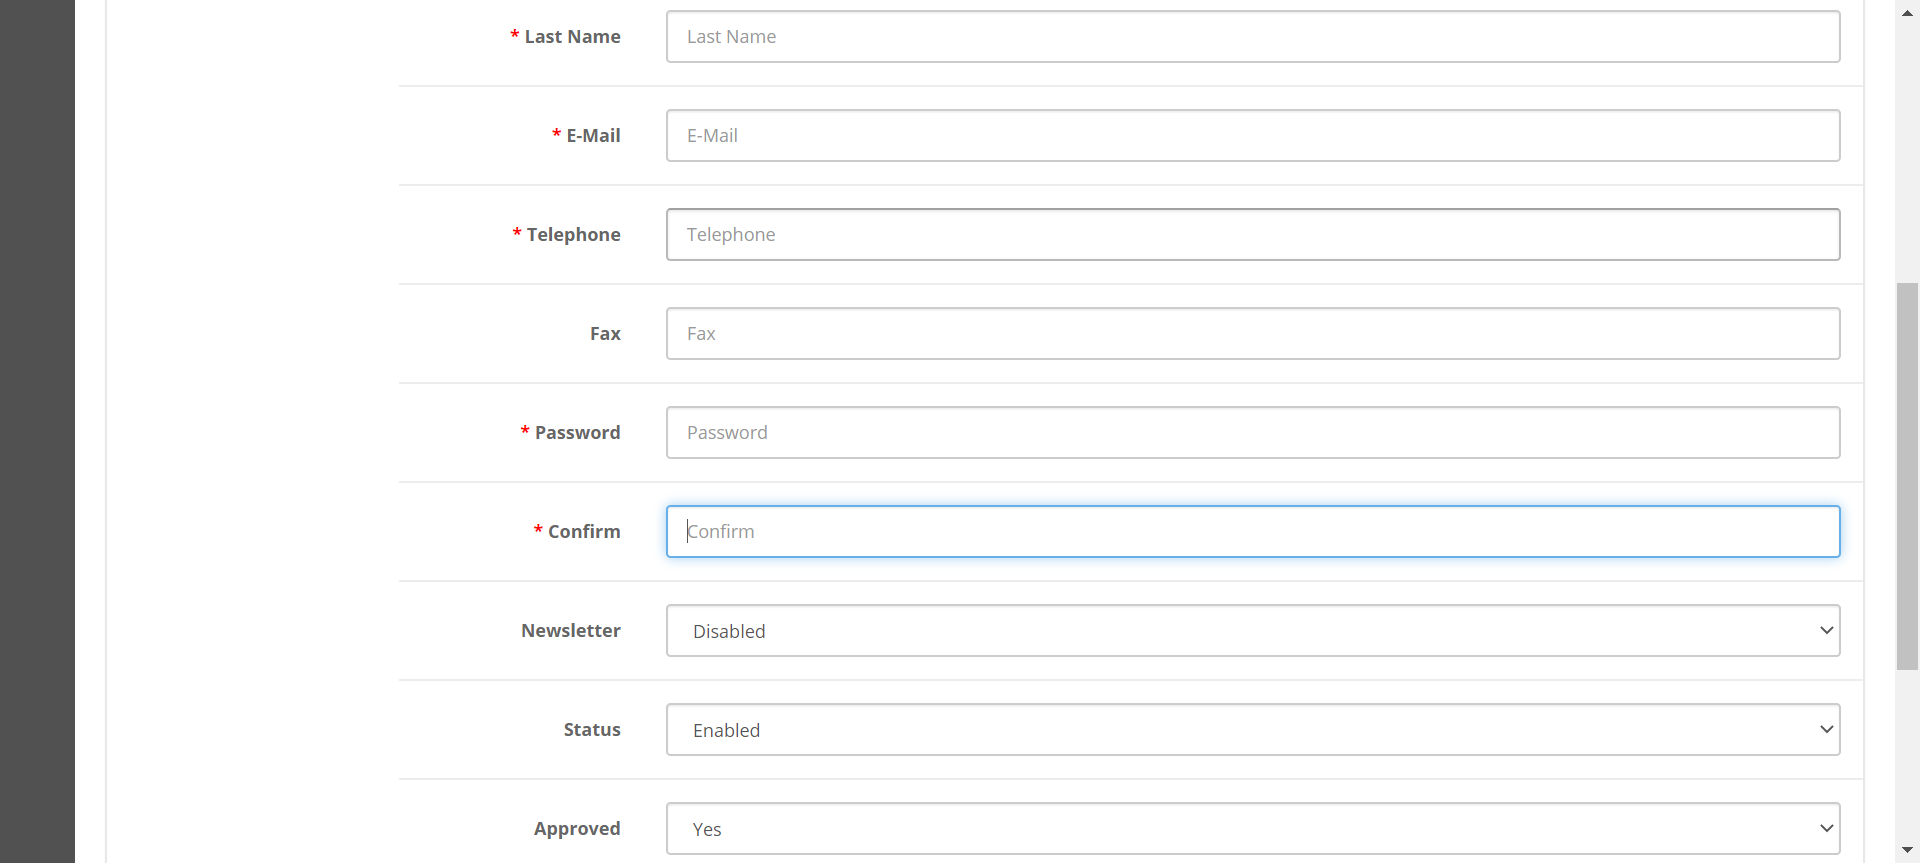 * Last Name Last Name
* E-Mail E-Mail
* Telephone Telephone
Fax Fax
* Password Password
* Confirm Confirm
Newsletter Disabled
Status Enabled
Approved Yes